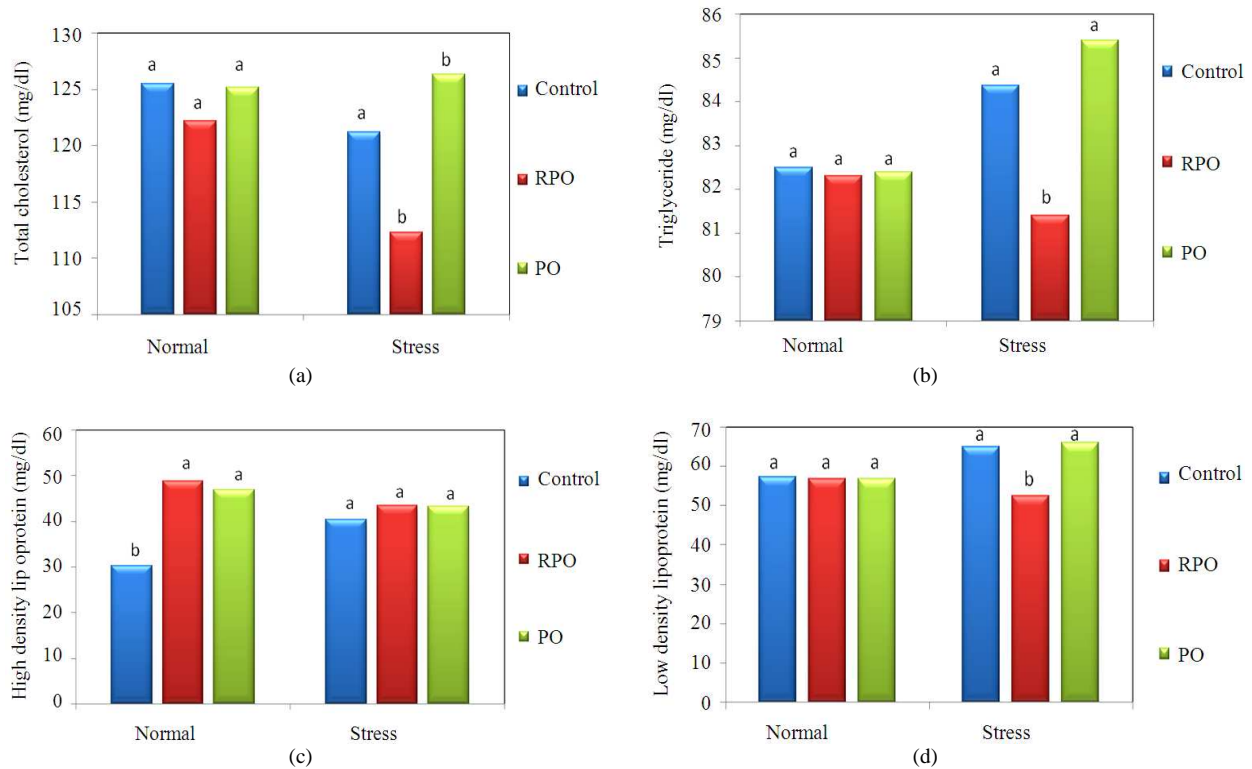 Total cholesterol (mg/dl)
130
125
120
115
110
105
a
a
a
a
b
b
Normal
Stress
Control
RPO
PO
(a)
Triglyceride (mg/dl)
86
85
84
83
82
81
80
79
a
a
a
a
b
a
Normal
Stress
Control
RPO
PO
(b)
High density lip oprotein (mg/dl)
60
50
40
30
20
10
0
b
a
a
a
a
a
Normal
Stress
Control
RPO
PO
(c)
Low density lipoprotein (mg/dl)
70
60
50
40
30
20
10
0
a
a
a
a
b
a
Normal
Stress
Control
RPO
PO
(d)